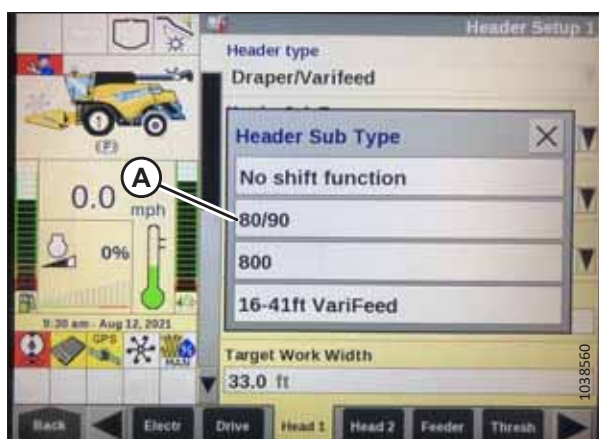 Header Setup 1
Header type
Draper/Varifeed
Header Sub Type
No shift function
80/90
800
16-41ft VariFeed
A
1
(F)
0.0 mph
0%
9:30 am - Aug 12, 2021
GPS
MAN
Target Work Width
33.0 ft
Back
Electr
Drive
Head 1
Head 2
Feeder
Thresh
1038560